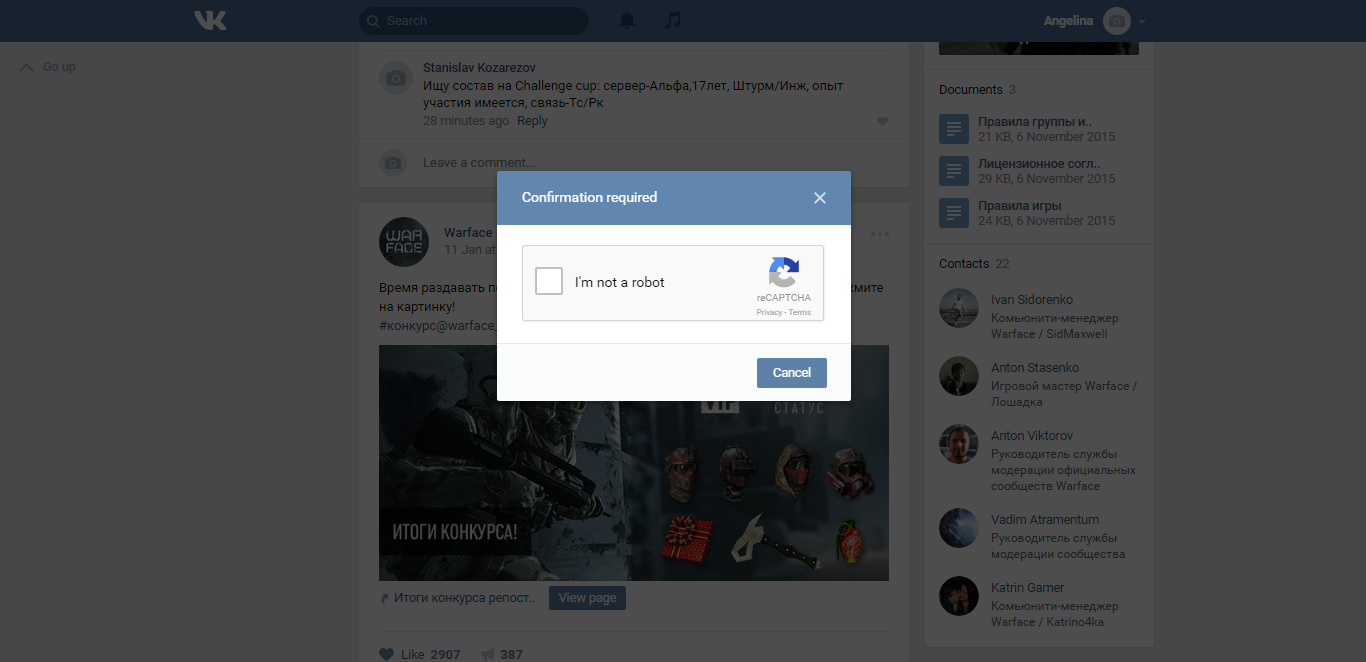 VK
Search
Angelina
Go up
Stanislav Kozarezov
Ищу состав на Challenge cup: сервер-Альфа,17лет, Штурм/Инж, опыт
участия имеется, связь-Тс/Рк
28 minutes ago Reply
Leave a comment...
Confirmation required
I'm not a robot
reCAPTCHA
Privacy - Terms
Cancel
WAR
FACE
Warface
11 Jan at
Время раздавать
на картинку!
#конкурс@warface_
VIP
СТАТУС
ИТОГИ КОНКУРСА!
Итоги конкурса репост..
View page
Like 2907
387
Documents 3
Правила группы и..
21 KB, 6 November 2015
Лицензионное согл..
29 KB, 6 November 2015
Правила игры
24 KB, 6 November 2015
Contacts 22
Ivan Sidorenko
Комьюнити-менеджер
Warface / SidMaxwell
Anton Stasenko
Игровой мастер Warface /
Лошадка
Anton Viktorov
Руководитель службы
модерации официальных
сообществ Warface
Vadim Atramentum
Руководитель службы
модерации сообщества
Katrin Gamer
Комьюнити-менеджер
Warface / Katrino4ka